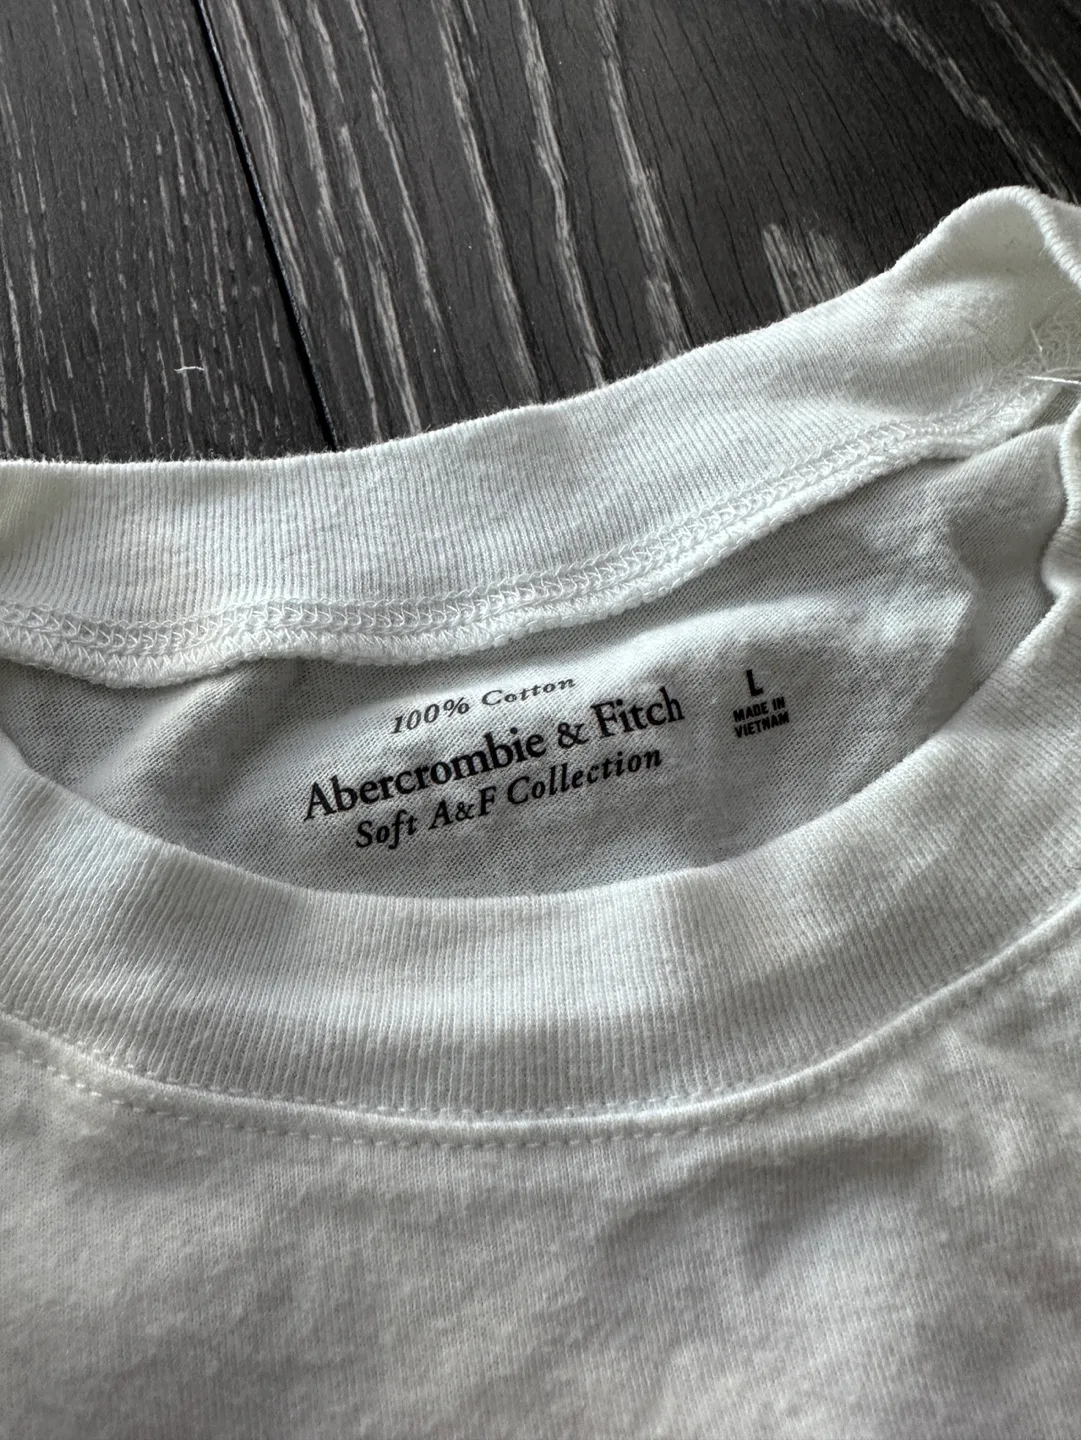 100% Cotton
Abercrombie & Fitch
Soft A&F Collection
L
MADE IN
VIETNAM